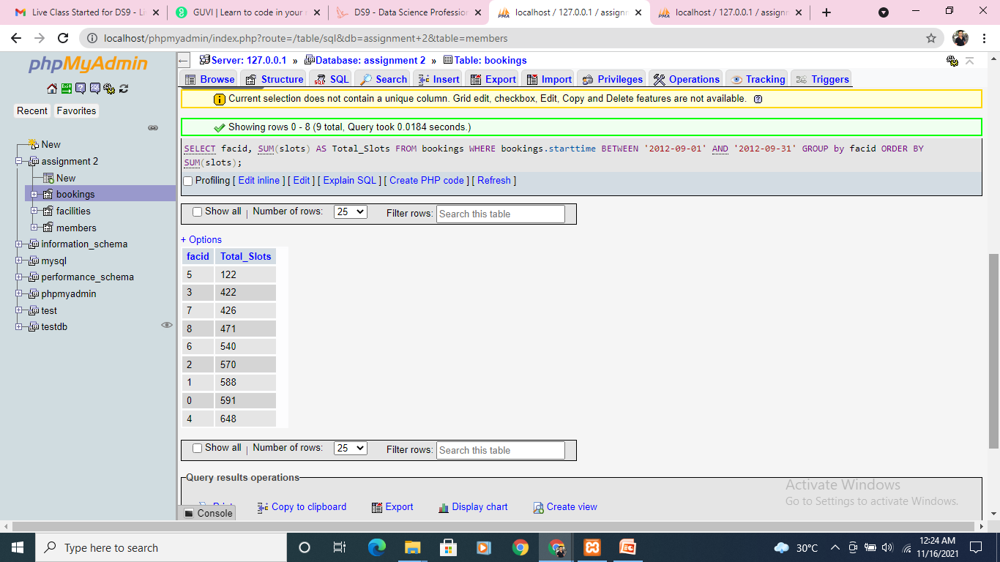 Live Class Started for DS9 - Li
GUVI | Learn to code in your
DS9 - Data Science Profession
localhost / 127.0.0.1 / assignm
localhost / 127.0.0.1 / assignm
localhost/phpmyadmin/index.php?route=/table/sql&db=assignment+2&table=members
phpMyAdmin
Recent Favorites
New
assignment 2
New
bookings
facilities
members
information_schema
mysql
performance_schema
phpmyadmin
test
testdb
Server: 127.0.0.1 » Database: assignment 2 » Table: bookings
Browse Structure SQL Search Insert Export Import Privileges Operations Tracking Triggers
Current selection does not contain a unique column. Grid edit, checkbox, Edit, Copy and Delete features are not available.
Showing rows 0 - 8 (9 total, Query took 0.0184 seconds.)
SELECT facid, SUM(slots) AS Total_Slots FROM bookings WHERE bookings.starttime BETWEEN '2012-09-01' AND '2012-09-31' GROUP by facid ORDER BY
SUM(slots);
Profiling [ Edit inline ] [ Edit ] [ Explain SQL ] [ Create PHP code ] [ Refresh ]
Show all | Number of rows: 25 Filter rows: Search this table
+ Options
facid Total_Slots
5 122
3 422
7 426
8 471
6 540
2 570
1 588
0 591
4 648
Show all | Number of rows: 25 Filter rows: Search this table
Query results operations
Print Copy to clipboard Export Display chart Create view
Console
Activate Windows
Go to Settings to activate Windows.
Type here to search
30°C
12:24 AM
11/16/2021